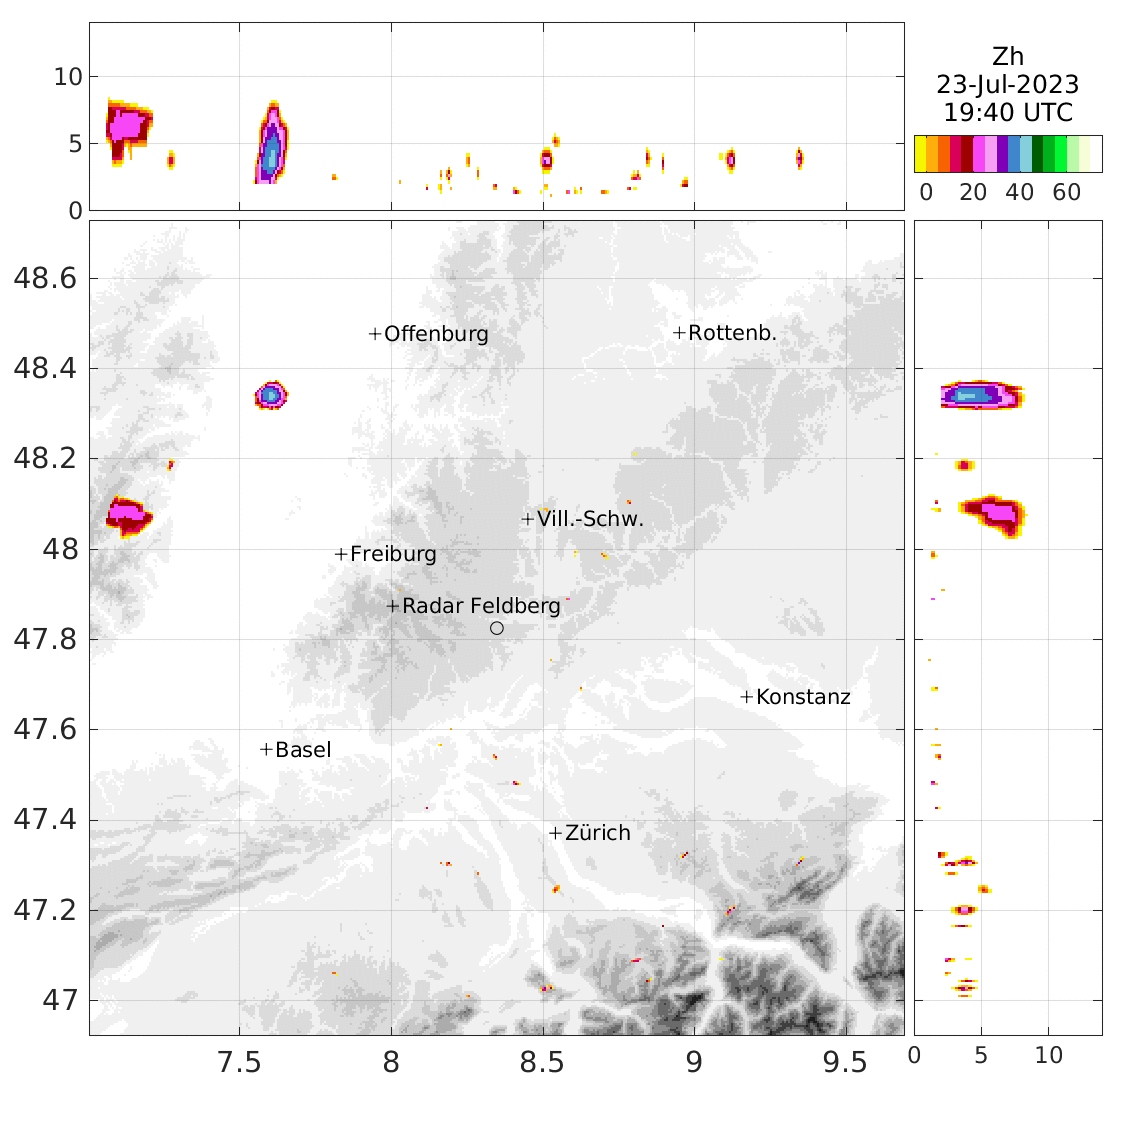 Zh
23-Jul-2023
19:40 UTC
0 20 40 60
10
5
0
48.6
48.4
48.2
48
47.8
47.6
47.4
47.2
47
+Offenburg
+Rottenb.
+Vill.-Schw.
+Freiburg
+Radar Feldberg
+Konstanz
+Basel
+Zürich
7.5 8 8.5 9 9.5
0 5 10